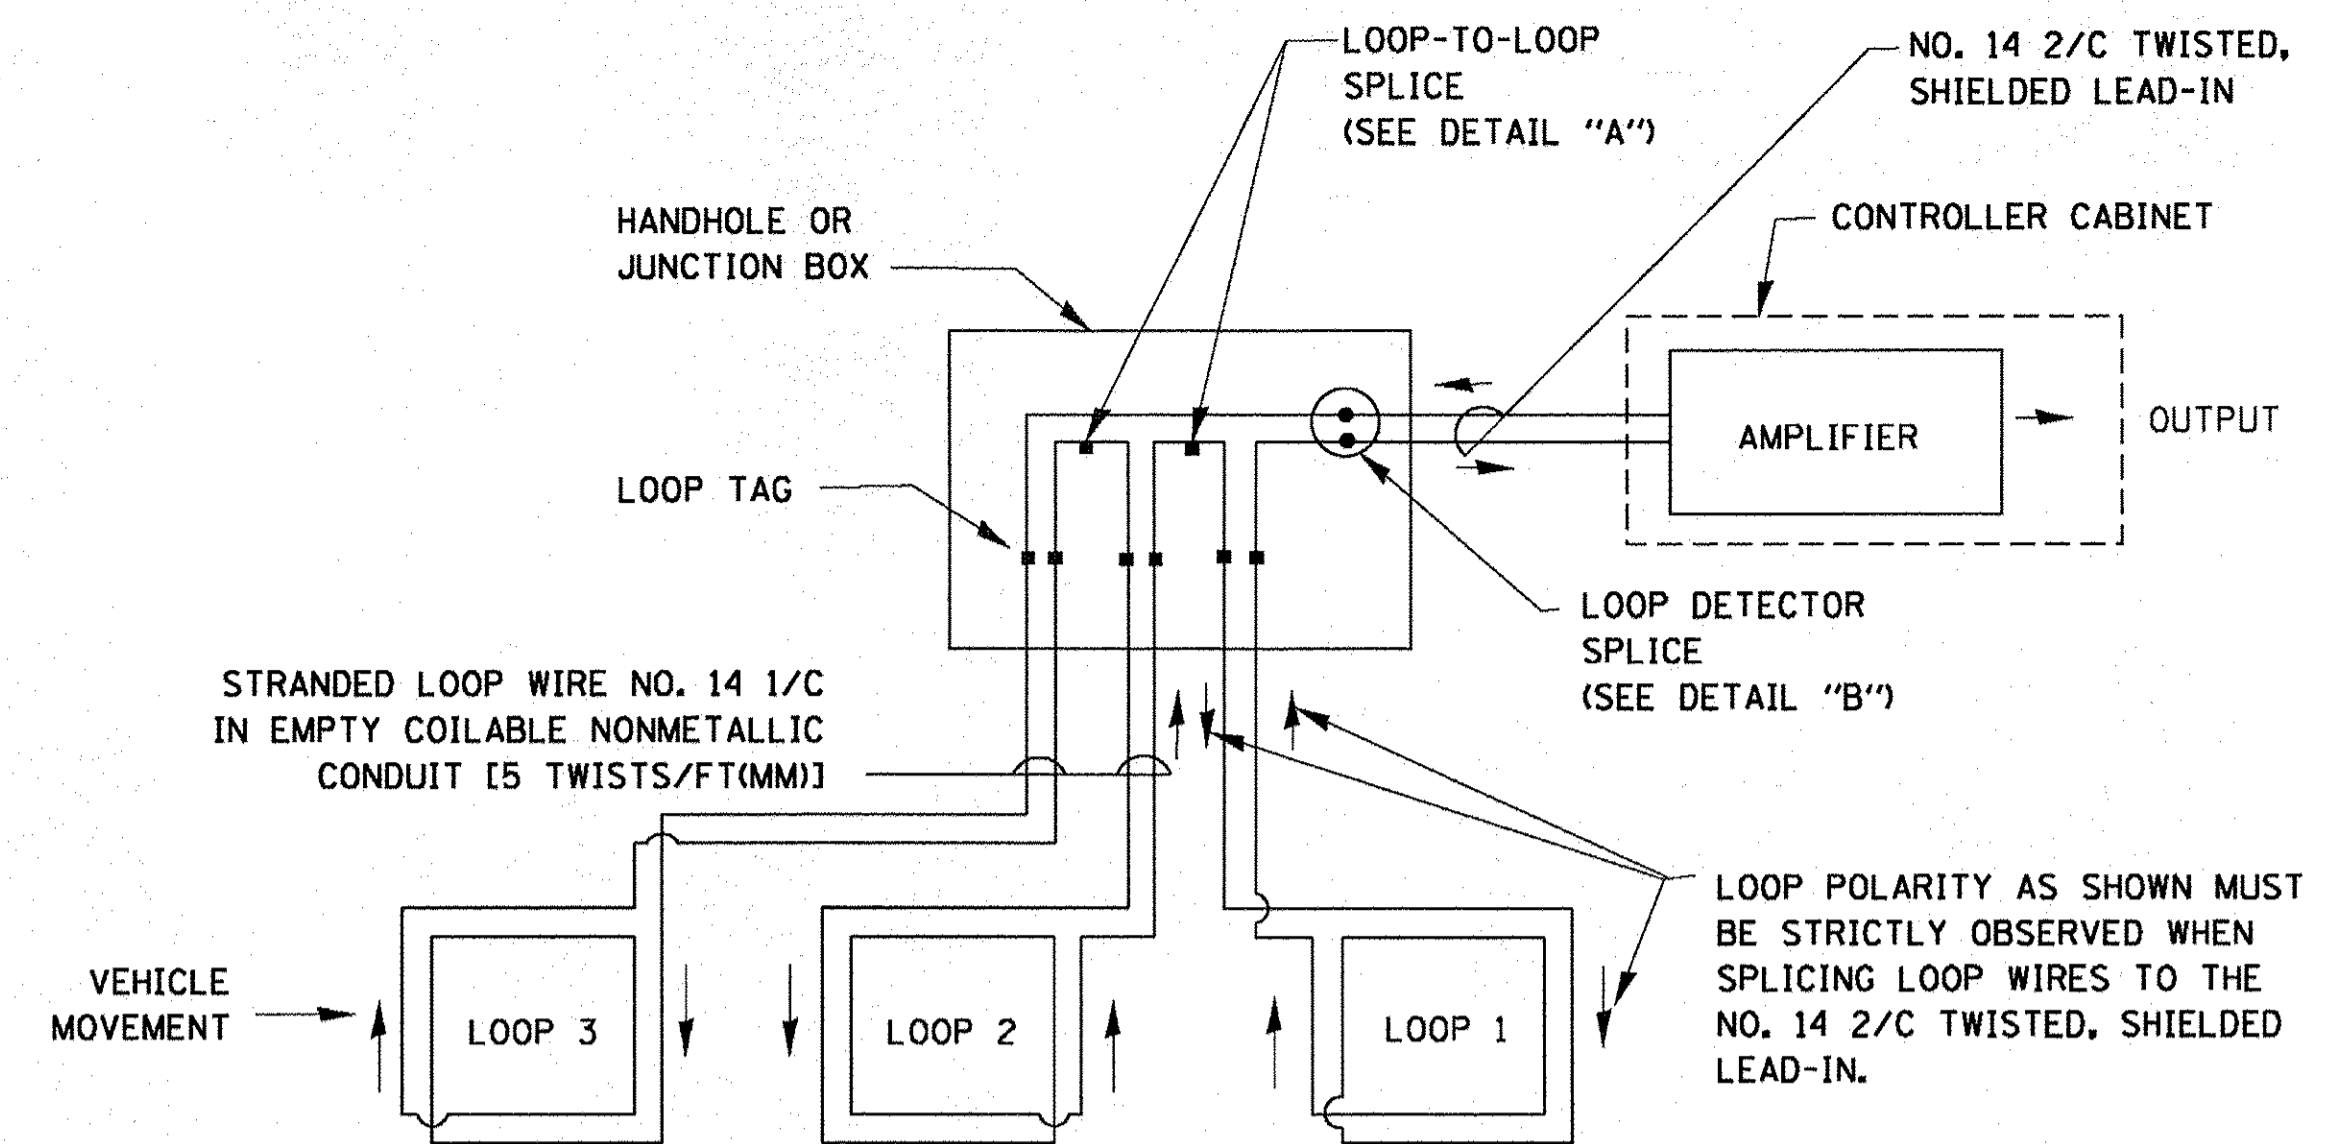 LOOP-TO-LOOP
SPLICE
(SEE DETAIL "A")
NO. 14 2/C TWISTED,
SHIELDED LEAD-IN
HANDHOLE OR
JUNCTION BOX
CONTROLLER CABINET
AMPLIFIER
OUTPUT
LOOP TAG
LOOP DETECTOR
SPLICE
(SEE DETAIL "B")
STRANDED LOOP WIRE NO. 14 1/C
IN EMPTY COILABLE NONMETALLIC
CONDUIT [5 TWISTS/FT(MM)]
LOOP POLARITY AS SHOWN MUST
BE STRICTLY OBSERVED WHEN
SPLICING LOOP WIRES TO THE
NO. 14 2/C TWISTED, SHIELDED
LEAD-IN.
VEHICLE
MOVEMENT
LOOP 3
LOOP 2
LOOP 1